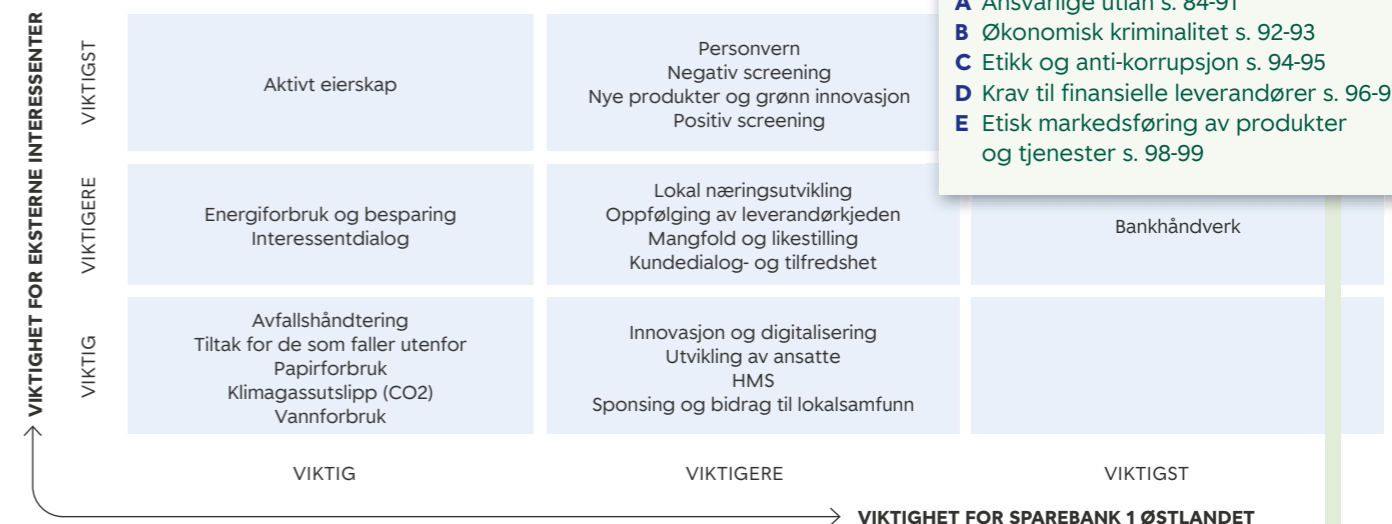 VIKTIGHET FOR EKSTERNE INTERESSENTER
VIKTIGST
Aktivt eierskap
Personvern
Negativ screening
Nye produkter og grønn innovasjon
Positiv screening
A Ansvarlige utlån s. 84-91
B Økonomisk kriminalitet s. 92-93
C Etikk og anti-korrupsjon s. 94-95
D Krav til finansielle leverandører s. 96-9
E Etisk markedsføring av produkter
og tjenester s. 98-99
VIKTIGERE
Energiforbruk og besparing
Interessentdialog
Lokal næringsutvikling
Oppfølging av leverandørkjeden
Mangfold og likestilling
Kundedialog- og tilfredshet
Bankhåndverk
VIKTIG
Avfallshåndtering
Tiltak for de som faller utenfor
Papirforbruk
Klimagassutslipp (CO2)
Vannforbruk
Innovasjon og digitalisering
Utvikling av ansatte
HMS
Sponsing og bidrag til lokalsamfunn
VIKTIG
VIKTIGERE
VIKTIGST
VIKTIGHET FOR SPAREBANK 1 ØSTLANDET